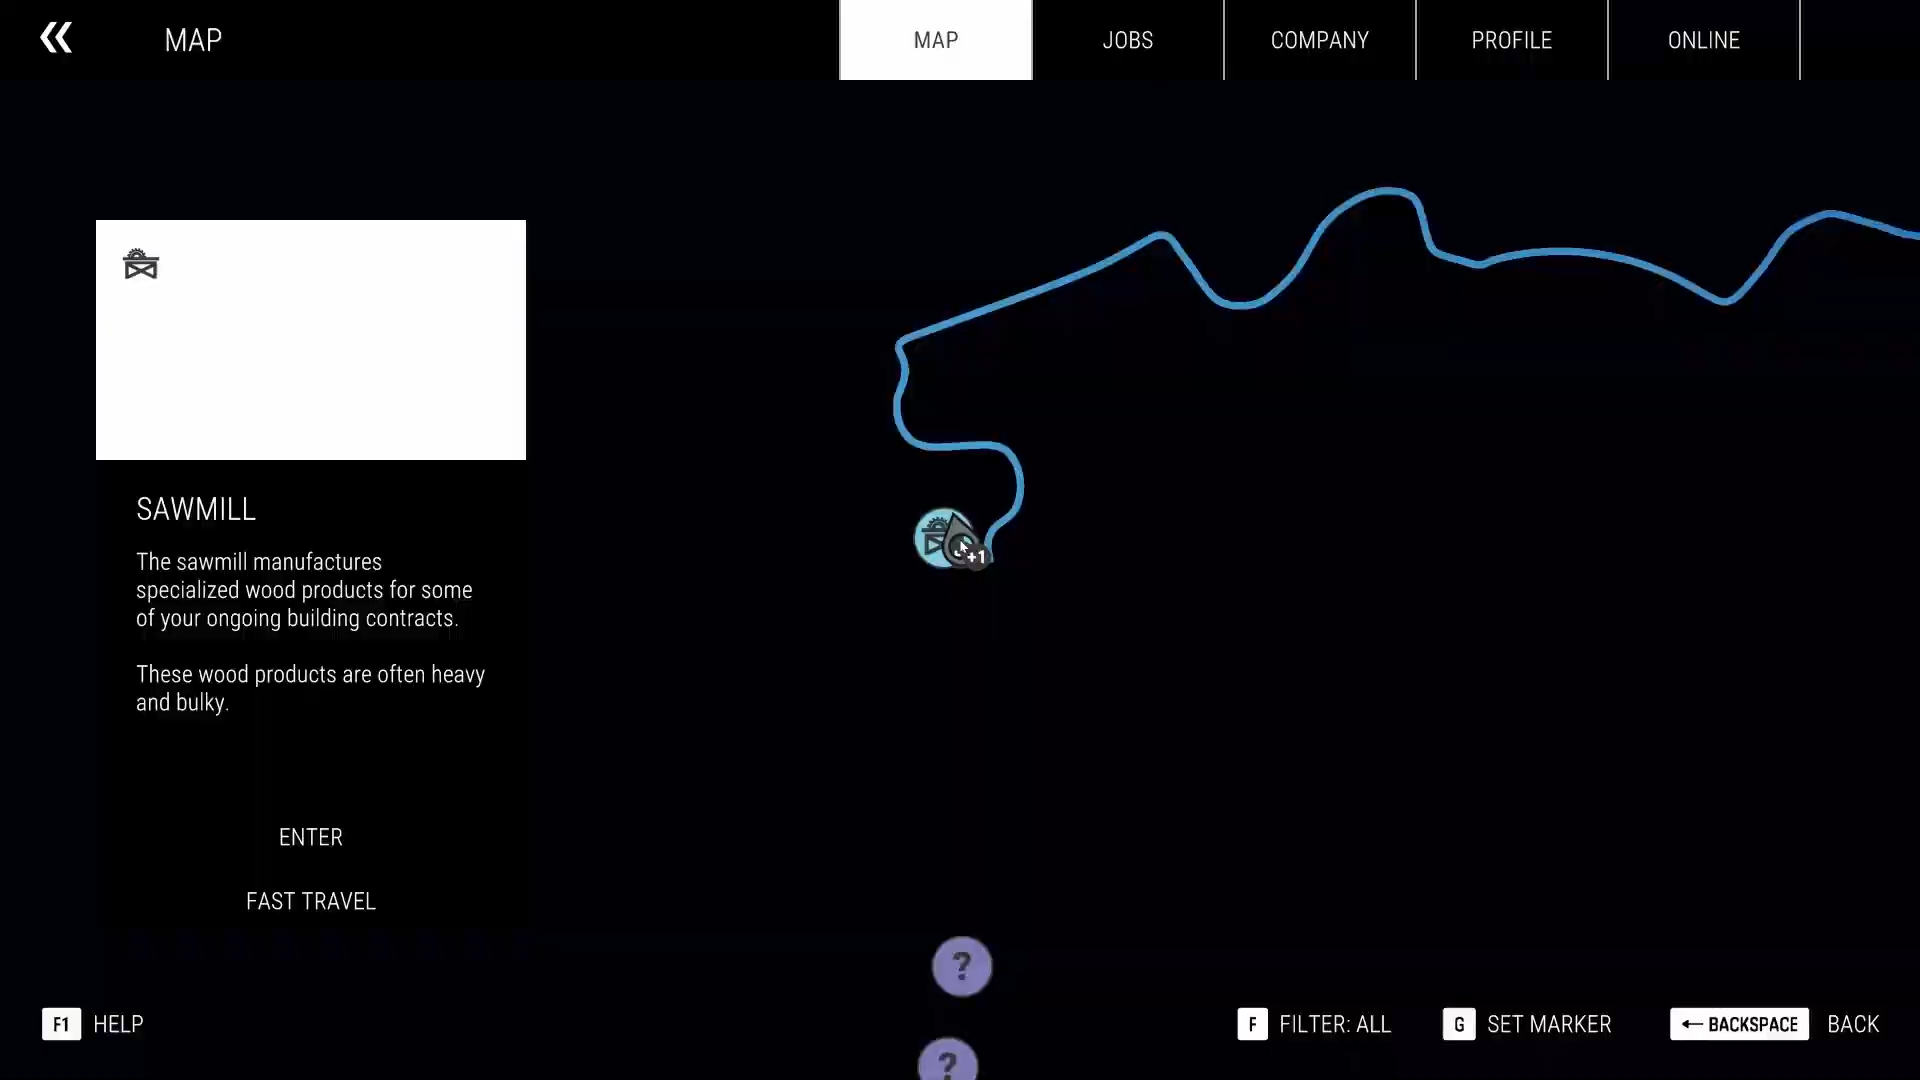 MAP
MAP
JOBS
COMPANY
PROFILE
ONLINE
SAWMILL
The sawmill manufactures
specialized wood products for some
of your ongoing building contracts.
These wood products are often heavy
and bulky.
ENTER
FAST TRAVEL
+1
?
?
F1 HELP
F FILTER: ALL
G SET MARKER
← BACKSPACE BACK